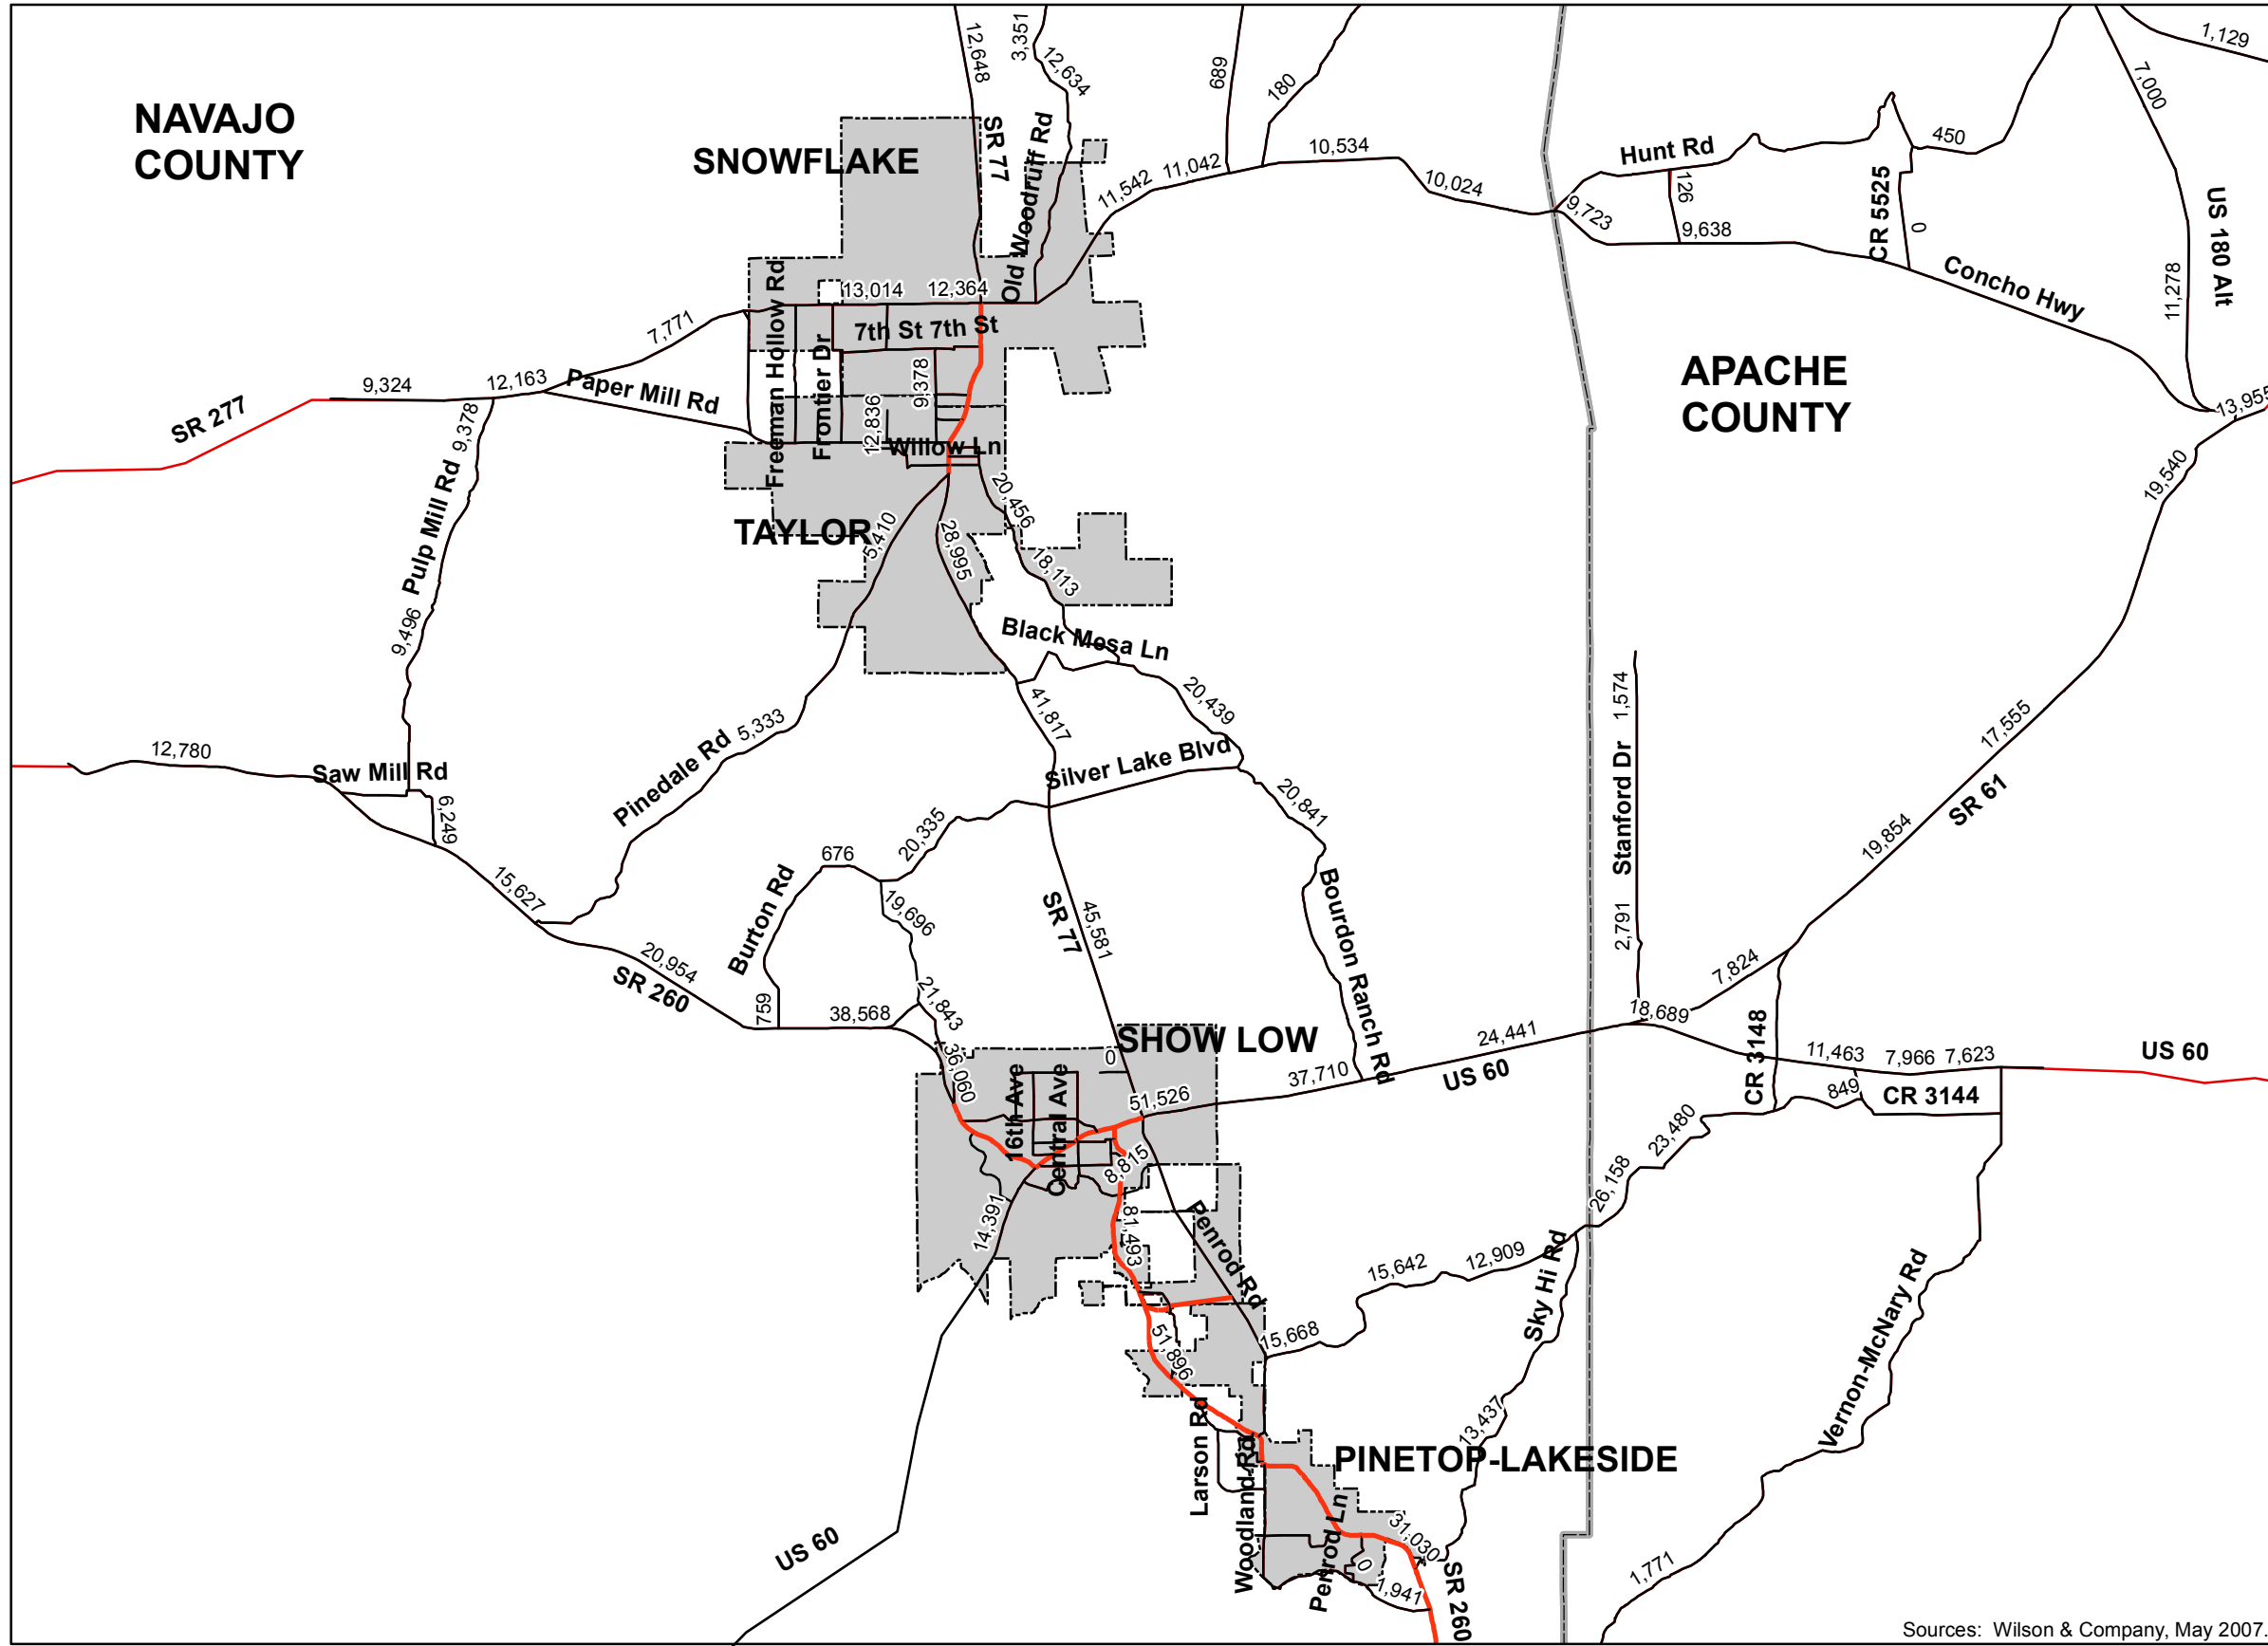 12,648
3,351
12,634
689
180
1,129
7,000
NAVAJO
COUNTY
SNOWFLAKE
SR 77
Old Woodruff Rd
11,542
11,042
10,534
10,024
9,723
Hunt Rd
126
9,638
CR 5525
0
450
US 180 Alt
11,278
Concho Hwy
13,955
13,014
12,364
7th St
7th St
Freeman Hollow Rd
Frontier Dr
9,378
12,836
Willow Ln
7,771
9,324
12,163
Paper Mill Rd
SR 277
9,378
Pulp Mill Rd
9,496
APACHE
COUNTY
19,540
TAYLOR
5,410
28,995
20,456
18,113
Black Mesa Ln
20,439
41,817
5,333
Pinedale Rd
12,780
Saw Mill Rd
6,249
Silver Lake Blvd
20,841
1,574
Stanford Dr
2,791
17,555
SR 61
19,854
7,824
20,335
676
Burton Rd
759
19,696
15,627
20,954
SR 260
38,568
21,843
36,060
SR 77
45,581
Bourdon Ranch Rd
SHOW LOW
0
16th Ave
Central Ave
51,526
37,710
US 60
24,441
18,689
CR 3148
11,463
7,966
7,623
US 60
849
CR 3144
23,480
26,158
8,815
14,391
81,493
Penrod Rd
15,642
12,909
Sky Hi Rd
15,668
51,896
13,437
Vernon-McNary Rd
Larson Rd
Woodland Rd
PINETOP-LAKESIDE
Penrod Ln
31,030
0
1,941
SR 260
US 60
1,771
Sources: Wilson & Company, May 2007.